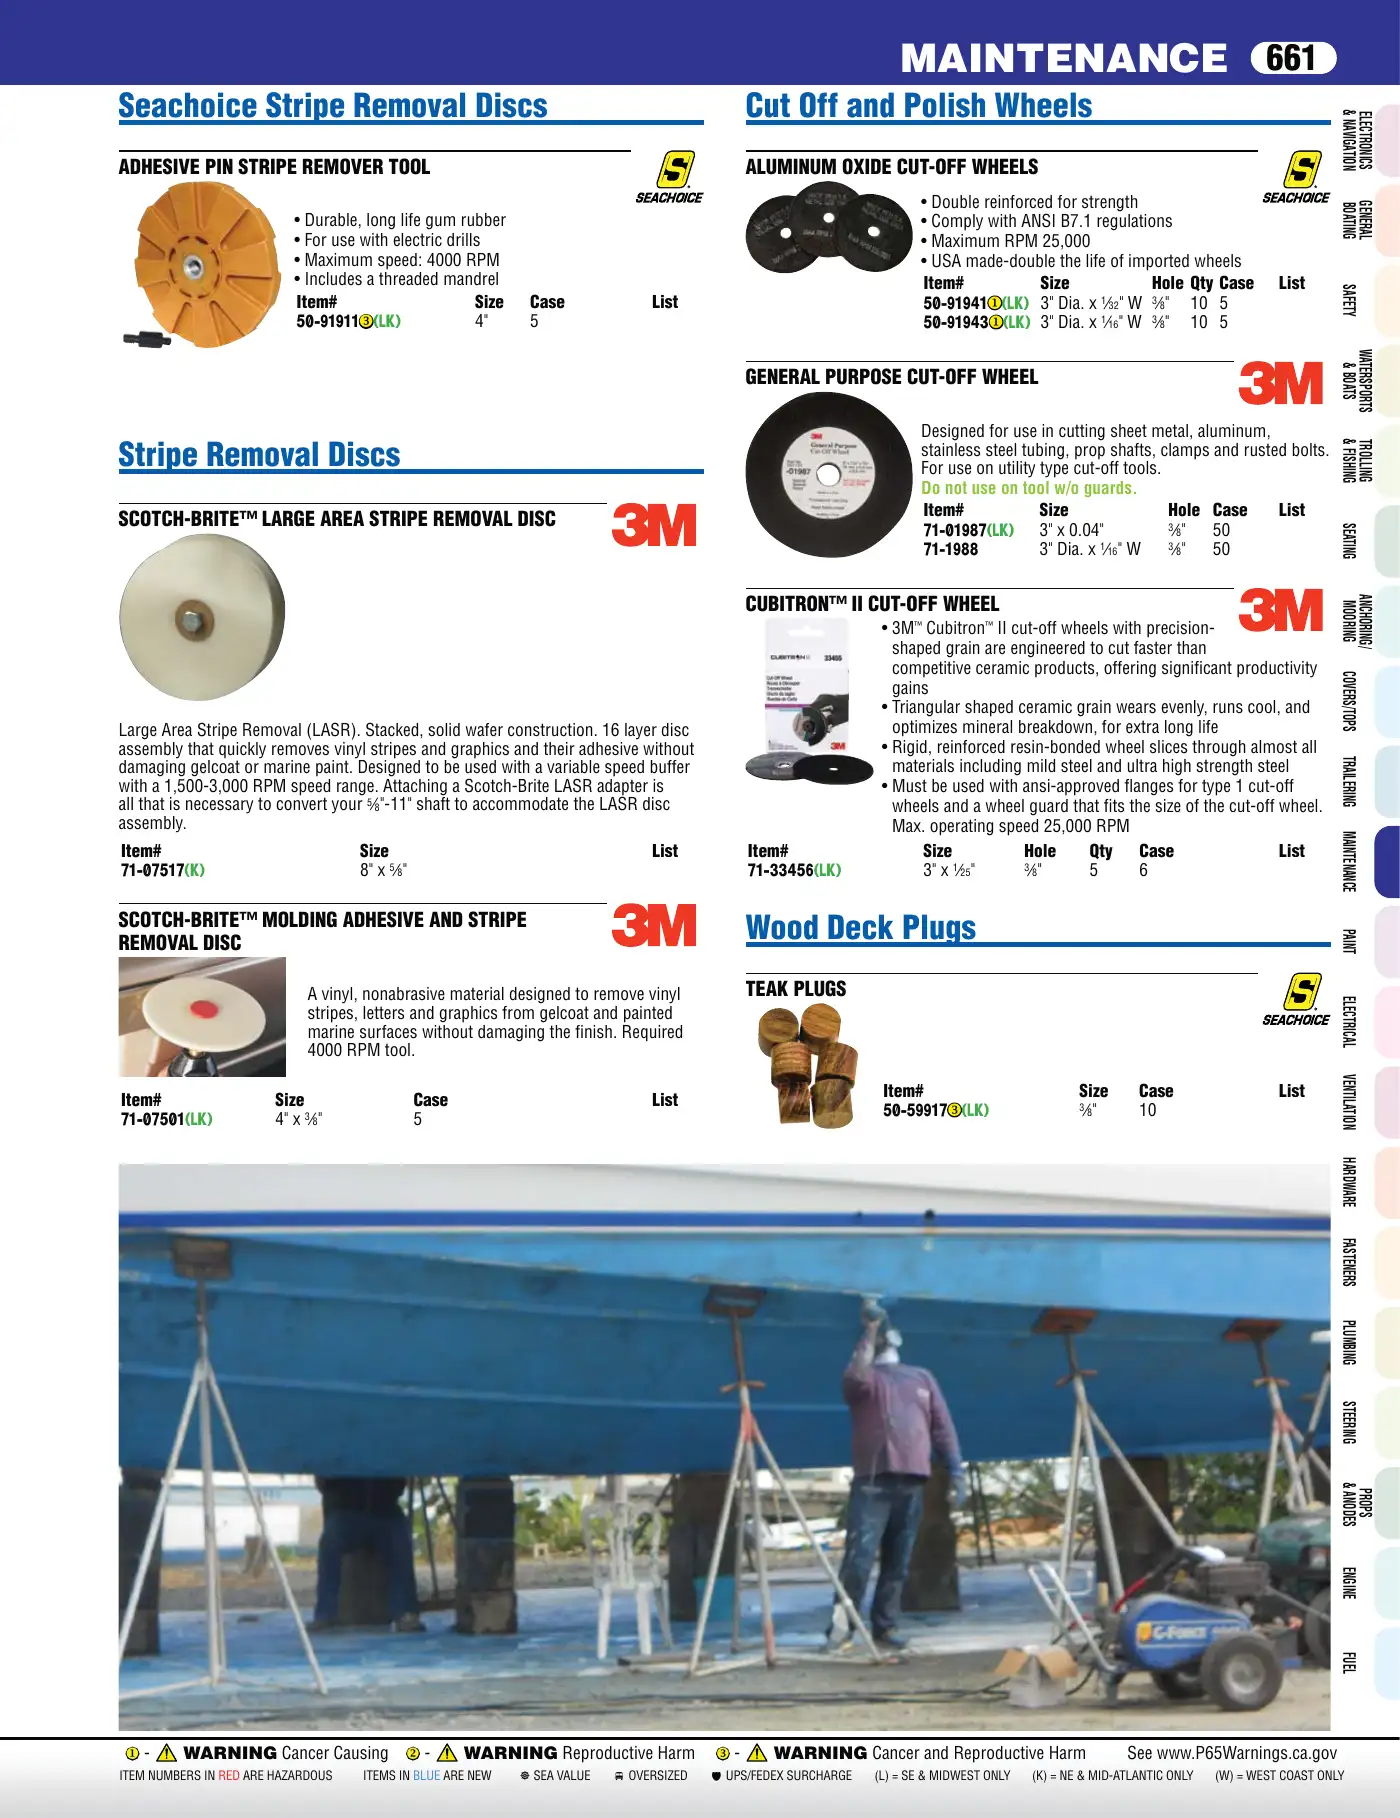 MAINTENANCE 661
Seachoice Stripe Removal Discs
ADHESIVE PIN STRIPE REMOVER TOOL
S
SEACHOICE
• Durable, long life gum rubber
• For use with electric drills
• Maximum speed: 4000 RPM
• Includes a threaded mandrel
Item# Size Case List
50-91911③(LK) 4" 5
Stripe Removal Discs
SCOTCH-BRITE™ LARGE AREA STRIPE REMOVAL DISC
3M
Large Area Stripe Removal (LASR). Stacked, solid wafer construction. 16 layer disc
assembly that quickly removes vinyl stripes and graphics and their adhesive without
damaging gelcoat or marine paint. Designed to be used with a variable speed buffer
with a 1,500-3,000 RPM speed range. Attaching a Scotch-Brite LASR adapter is
all that is necessary to convert your ⅝"-11" shaft to accommodate the LASR disc
assembly.
Item# Size List
71-07517(K) 8" x ⅝"
SCOTCH-BRITE™ MOLDING ADHESIVE AND STRIPE
REMOVAL DISC
3M
A vinyl, nonabrasive material designed to remove vinyl
stripes, letters and graphics from gelcoat and painted
marine surfaces without damaging the finish. Required
4000 RPM tool.
Item# Size Case List
71-07501(LK) 4" x ⅜" 5
Cut Off and Polish Wheels
ALUMINUM OXIDE CUT-OFF WHEELS
S
SEACHOICE
• Double reinforced for strength
• Comply with ANSI B7.1 regulations
• Maximum RPM 25,000
• USA made-double the life of imported wheels
Item# Size Hole Qty Case List
50-91941①(LK) 3" Dia. x 1⁄32" W ⅜" 10 5
50-91943①(LK) 3" Dia. x 1⁄16" W ⅜" 10 5
GENERAL PURPOSE CUT-OFF WHEEL
3M
3M
General Purpose
Cut-Off Wheel
-01987
Designed for use in cutting sheet metal, aluminum,
stainless steel tubing, prop shafts, clamps and rusted bolts.
For use on utility type cut-off tools.
Do not use on tool w/o guards.
Item# Size Hole Case List
71-01987(LK) 3" x 0.04" ⅜" 50
71-1988 3" Dia. x 1⁄16" W ⅜" 50
CUBITRON™ II CUT-OFF WHEEL
3M
CUBITRON II 33455
Cut-Off Wheel
3M
• 3M™ Cubitron™ II cut-off wheels with precision-
shaped grain are engineered to cut faster than
competitive ceramic products, offering significant productivity
gains
• Triangular shaped ceramic grain wears evenly, runs cool, and
optimizes mineral breakdown, for extra long life
• Rigid, reinforced resin-bonded wheel slices through almost all
materials including mild steel and ultra high strength steel
• Must be used with ansi-approved flanges for type 1 cut-off
wheels and a wheel guard that fits the size of the cut-off wheel.
Max. operating speed 25,000 RPM
Item# Size Hole Qty Case List
71-33456(LK) 3" x 1⁄25" ⅜" 5 6
Wood Deck Plugs
TEAK PLUGS
S
SEACHOICE
Item# Size Case List
50-59917③(LK) ⅜" 10
G-FORCE
ELECTRONICS
& NAVIGATION
GENERAL
BOATING
SAFETY
WATERSPORTS
& BOATS
TROLLING
& FISHING
SEATING
ANCHORING/
MOORING
COVERS/TOPS
TRAILERING
MAINTENANCE
PAINT
ELECTRICAL
VENTILATION
HARDWARE
FASTENERS
PLUMBING
STEERING
PROPS
& ANODES
ENGINE
FUEL
① - ⚠ WARNING Cancer Causing ② - ⚠ WARNING Reproductive Harm ③ - ⚠ WARNING Cancer and Reproductive Harm See www.P65Warnings.ca.gov
ITEM NUMBERS IN RED ARE HAZARDOUS ITEMS IN BLUE ARE NEW SEA VALUE OVERSIZED UPS/FEDEX SURCHARGE (L) = SE & MIDWEST ONLY (K) = NE & MID-ATLANTIC ONLY (W) = WEST COAST ONLY